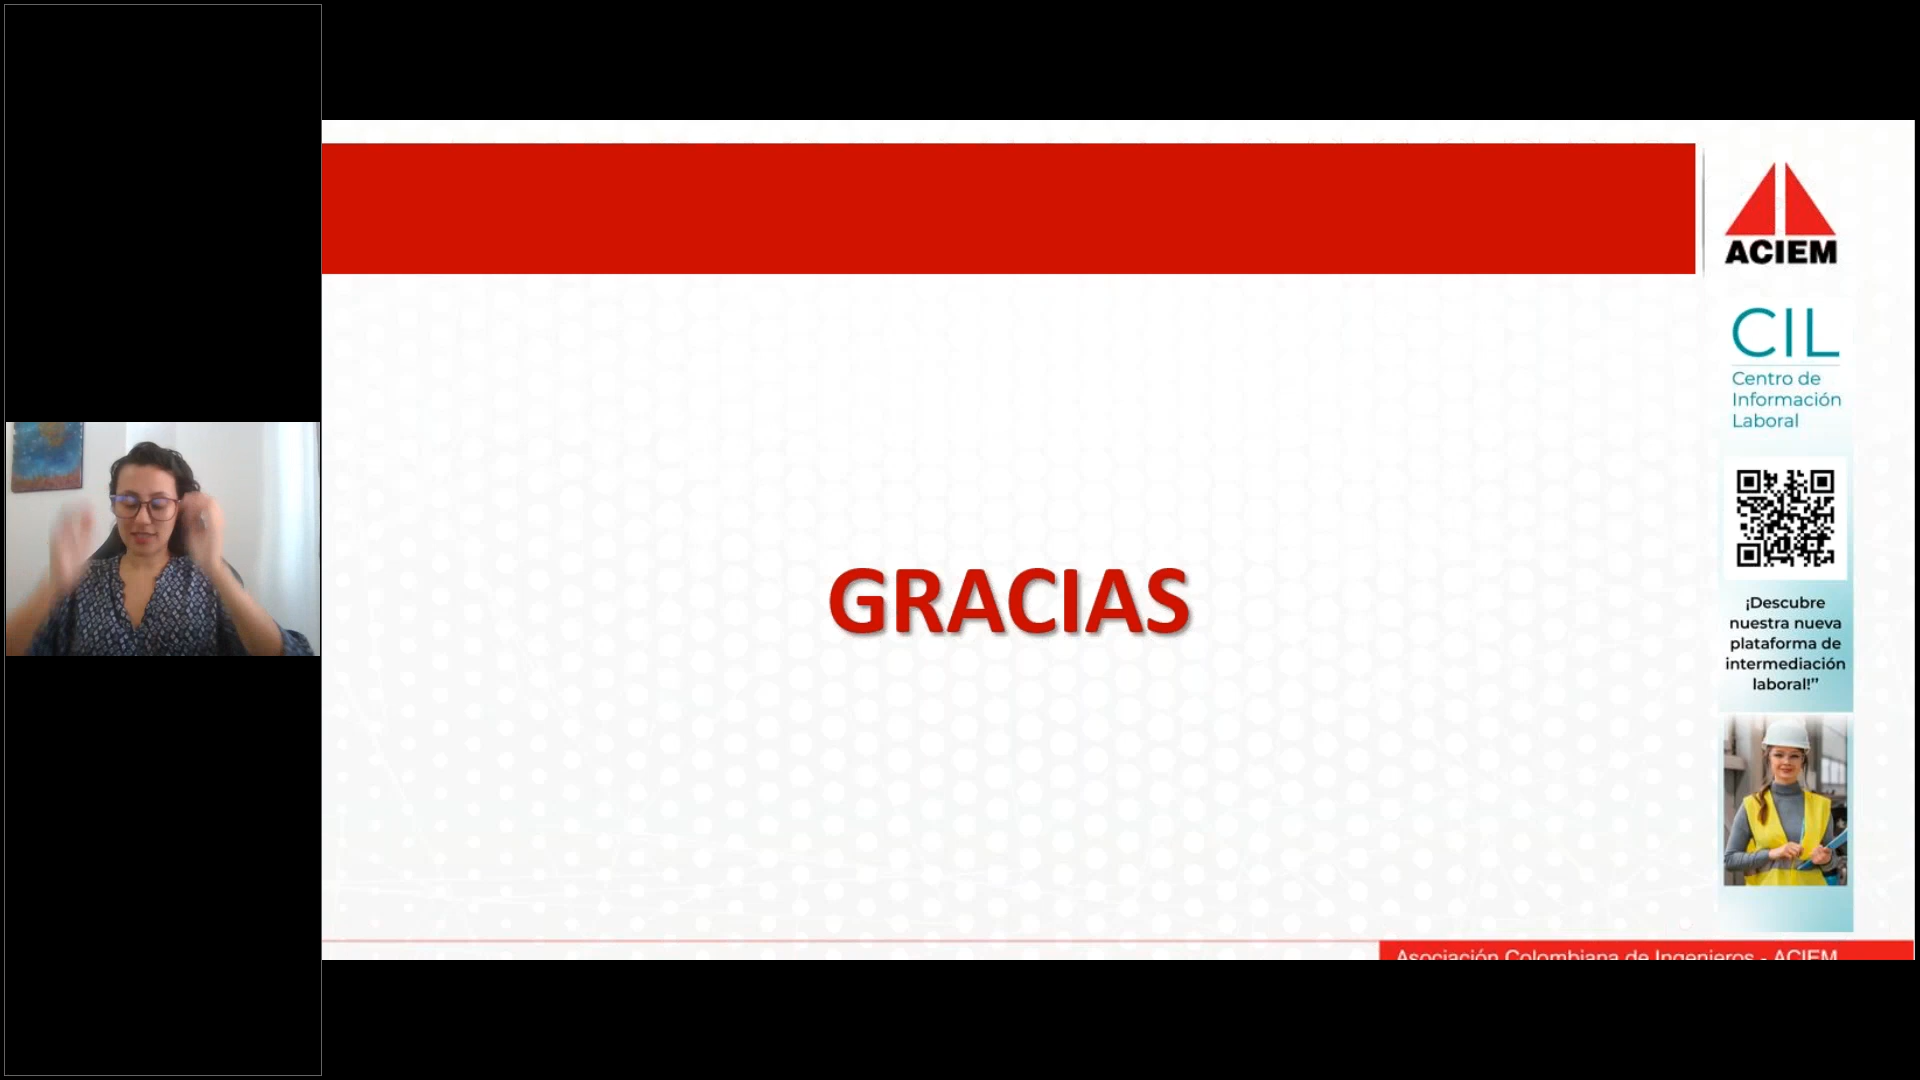 ACIEM
CIL
Centro de
Información
Laboral
GRACIAS
¡Descubre
nuestra nueva
plataforma de
intermediación
laboral!”
Asociación Colombiana de Ingenieros - ACIEM